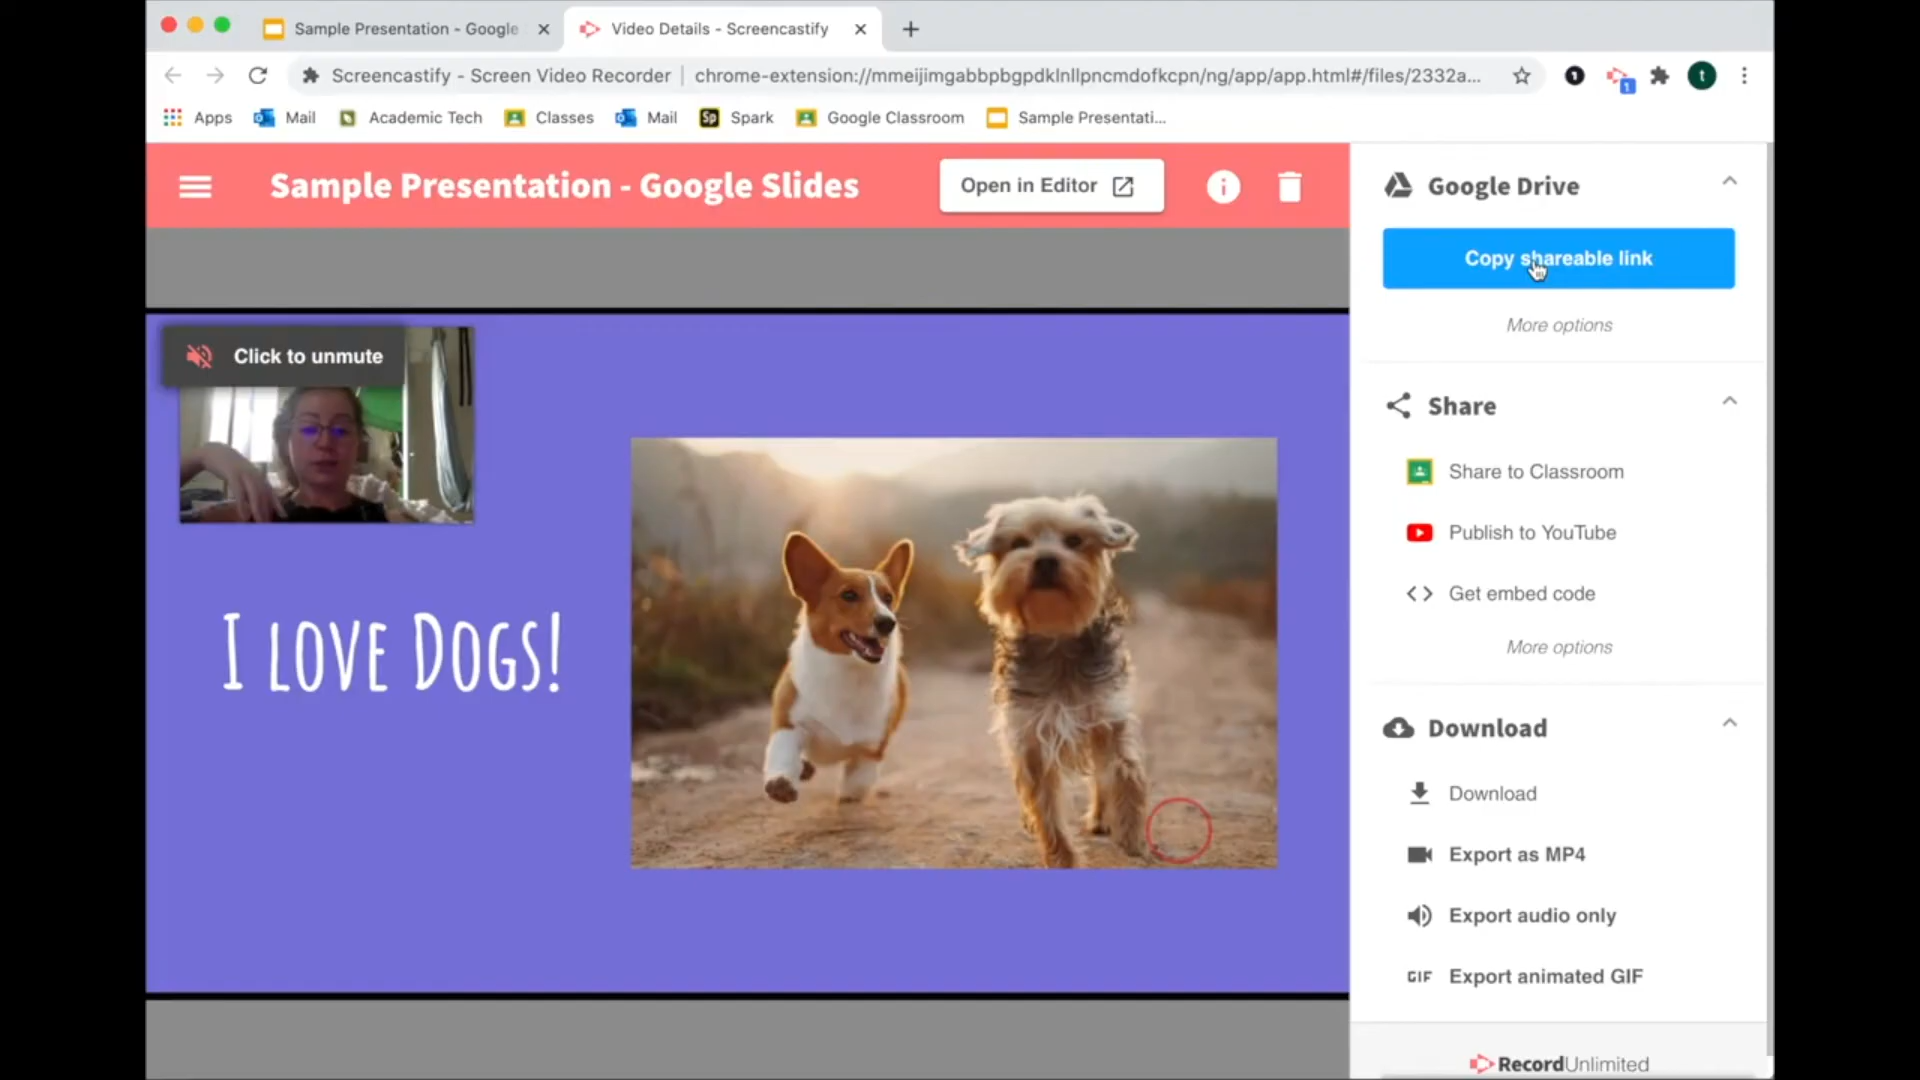 Sample Presentation - Google
Video Details - Screencastify
Screencastify - Screen Video Recorder
chrome-extension://mmeijimgabbpbgpdklnllpncmdofkcpn/ng/app/app.html#/files/2332a...
1
t
Apps
Mail
Academic Tech
Classes
Mail
Sp Spark
Google Classroom
Sample Presentati...
Sample Presentation - Google Slides
Open in Editor
Google Drive
Copy shareable link
More options
Click to unmute
I love Dogs!
Share
Share to Classroom
Publish to YouTube
Get embed code
More options
Download
Download
Export as MP4
Export audio only
GIF Export animated GIF
RecordUnlimited